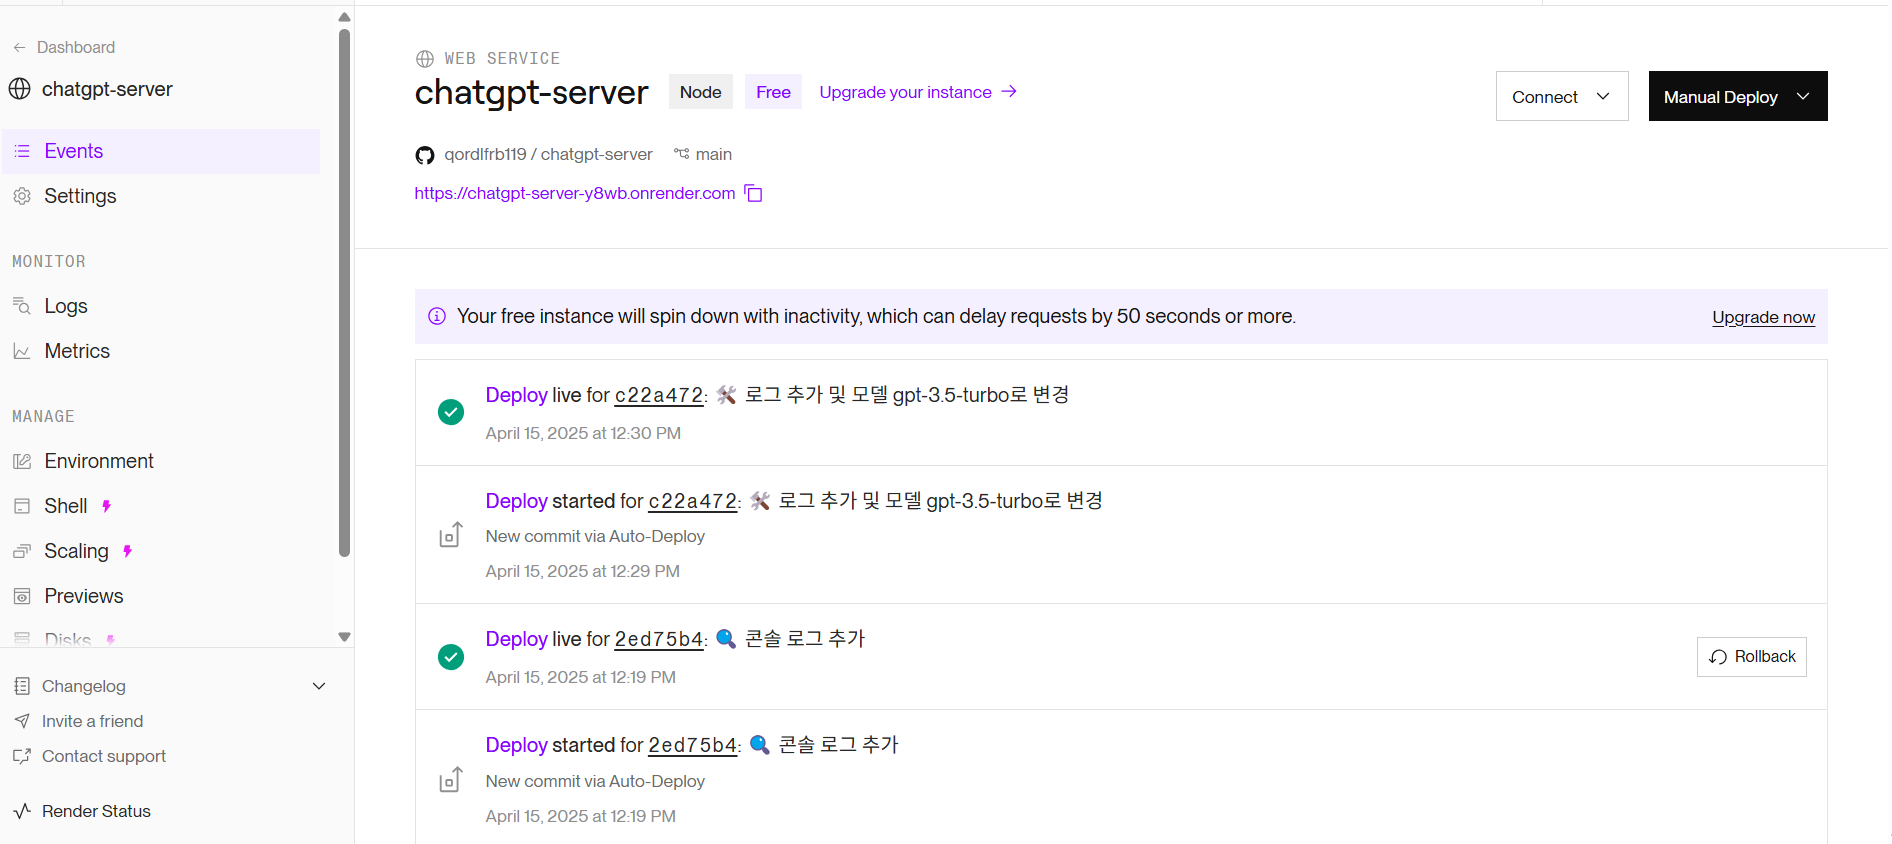 Dashboard
chatgpt-server
Events
Settings
MONITOR
Logs
Metrics
MANAGE
Environment
Shell
Scaling
Previews
Disks
Changelog
Invite a friend
Contact support
Render Status
WEB SERVICE
chatgpt-server Node Free Upgrade your instance →
Connect
Manual Deploy
qordlfrb119 / chatgpt-server main
https://chatgpt-server-y8wb.onrender.com
Your free instance will spin down with inactivity, which can delay requests by 50 seconds or more.
Upgrade now
Deploy live for c22a472: 🛠️ 로그 추가 및 모델 gpt-3.5-turbo로 변경
April 15, 2025 at 12:30 PM
Deploy started for c22a472: 🛠️ 로그 추가 및 모델 gpt-3.5-turbo로 변경
New commit via Auto-Deploy
April 15, 2025 at 12:29 PM
Deploy live for 2ed75b4: 🔍 콘솔 로그 추가
April 15, 2025 at 12:19 PM
Rollback
Deploy started for 2ed75b4: 🔍 콘솔 로그 추가
New commit via Auto-Deploy
April 15, 2025 at 12:19 PM